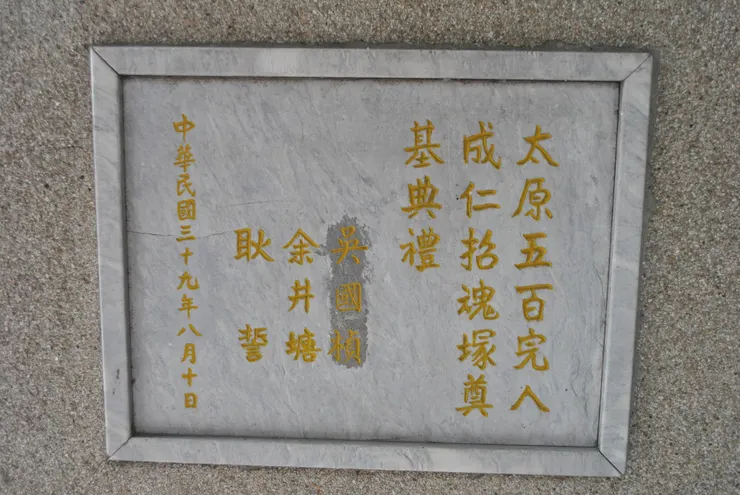 太原五百完人
成仁招魂塚奠
基典禮
吳國楨
余井塘
耿誓
中華民國三十九年八月十日